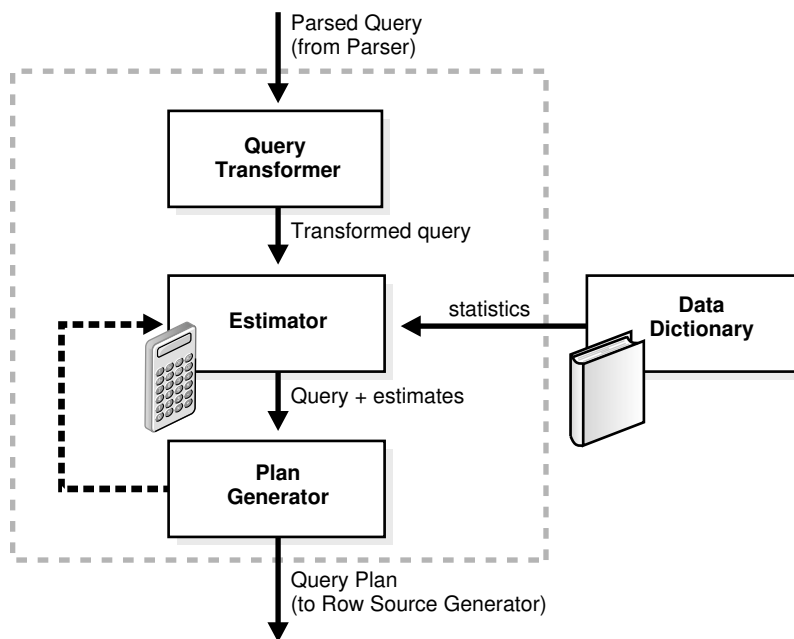 Parsed Query
(from Parser)
Query
Transformer
Transformed query
Estimator
statistics
Data
Dictionary
Query + estimates
Plan
Generator
Query Plan
(to Row Source Generator)